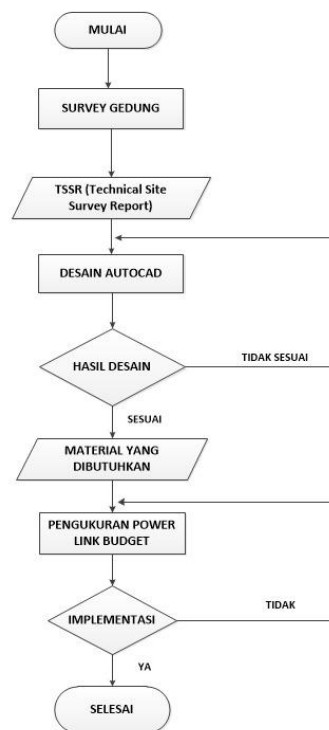 MULAI
SURVEY GEDUNG
TSSR (Technical Site
Survey Report)
DESAIN AUTOCAD
HASIL DESAIN
TIDAK SESUAI
SESUAI
MATERIAL YANG
DIBUTUHKAN
PENGUKURAN POWER
LINK BUDGET
IMPLEMENTASI
TIDAK
YA
SELESAI